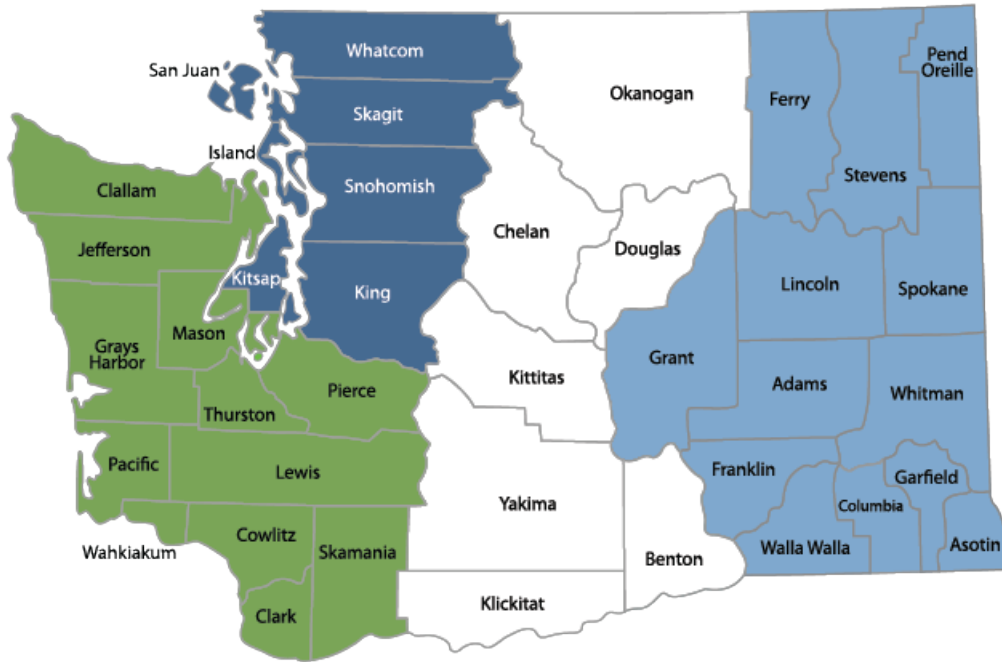 Whatcom
San Juan
Pend
Oreille
Okanogan
Ferry
Skagit
Island
Stevens
Snohomish
Clallam
Chelan
Douglas
Jefferson
Kitsap
King
Lincoln
Spokane
Mason
Grays
Harbor
Grant
Kittitas
Adams
Pierce
Whitman
Thurston
Pacific
Lewis
Franklin
Garfield
Yakima
Columbia
Cowlitz
Wahkiakum
Skamania
Walla Walla
Asotin
Benton
Klickitat
Clark